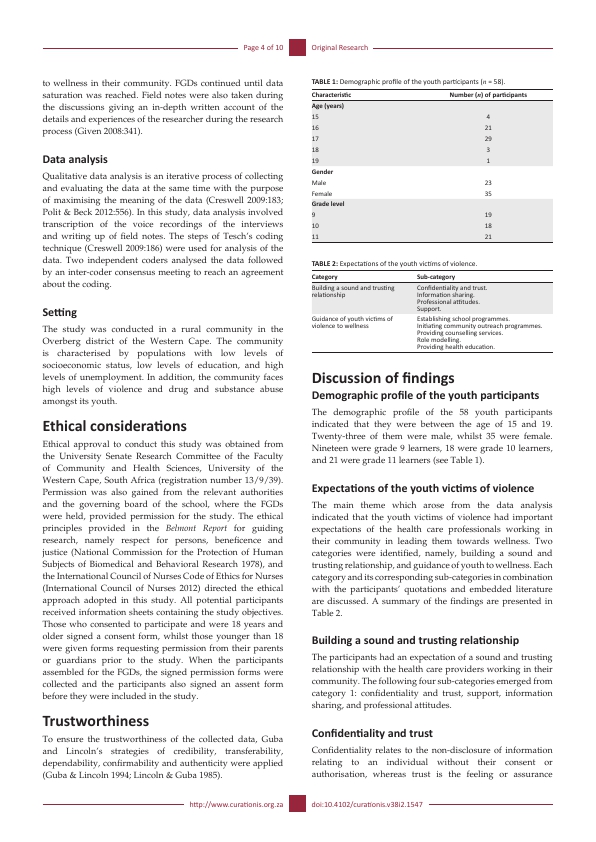 Page 4 of 10
Original Research
to wellness in their community. FGDs continued until data
saturation was reached. Field notes were also taken during
the discussions giving an in-depth written account of the
details and experiences of the researcher during the research
process (Given 2008:341).
Data analysis
Qualitative data analysis is an iterative process of collecting
and evaluating the data at the same time with the purpose
of maximising the meaning of the data (Creswell 2009:183;
Polit & Beck 2012:556). In this study, data analysis involved
transcription of the voice recordings of the interviews
and writing up of field notes. The steps of Tesch's coding
technique (Creswell 2009:186) were used for analysis of the
data. Two independent coders analysed the data followed
by an inter-coder consensus meeting to reach an agreement
about the coding.
Setting
The study was conducted in a rural community in the
Overberg district of the Western Cape. The community
is characterised by populations with low levels of
socioeconomic status, low levels of education, and high
levels of unemployment. In addition, the community faces
high levels of violence and drug and substance abuse
amongst its youth.
Ethical considerations
Ethical approval to conduct this study was obtained from
the University Senate Research Committee of the Faculty
of Community and Health Sciences, University of the
Western Cape, South Africa (registration number 13/9/39).
Permission was also gained from the relevant authorities
and the governing board of the school, where the FGDs
were held, provided permission for the study. The ethical
principles provided in the Belmont Report for guiding
research, namely respect for persons, beneficence and
justice (National Commission for the Protection of Human
Subjects of Biomedical and Behavioral Research 1978), and
the International Council of Nurses Code of Ethics for Nurses
(International Council of Nurses 2012) directed the ethical
approach adopted in this study. All potential participants
received information sheets containing the study objectives.
Those who consented to participate and were 18 years and
older signed a consent form, whilst those younger than 18
were given forms requesting permission from their parents
or guardians prior to the study. When the participants
assembled for the FGDs, the signed permission forms were
collected and the participants also signed an assent form
before they were included in the study.
Trustworthiness
To ensure the trustworthiness of the collected data, Guba
and Lincoln's strategies of credibility, transferability,
dependability, confirmability and authenticity were applied
(Guba & Lincoln 1994; Lincoln & Guba 1985).
TABLE 1: Demographic profile of the youth participants (n = 58).
Characteristic Number (n) of participants
Age (years)
15 4
16 21
17 29
18 3
19 1
Gender
Male 23
Female 35
Grade level
9 19
10 18
11 21
TABLE 2: Expectations of the youth victims of violence.
Category Sub-category
Building a sound and trusting Confidentiality and trust.
relationship Information sharing.
Professional attitudes.
Support.
Guidance of youth victims of Establishing school programmes.
violence to wellness Initiating community outreach programmes.
Providing counselling services.
Role modelling.
Providing health education.
Discussion of findings
Demographic profile of the youth participants
The demographic profile of the 58 youth participants
indicated that they were between the age of 15 and 19.
Twenty-three of them were male, whilst 35 were female.
Nineteen were grade 9 learners, 18 were grade 10 learners,
and 21 were grade 11 learners (see Table 1).
Expectations of the youth victims of violence
The main theme which arose from the data analysis
indicated that the youth victims of violence had important
expectations of the health care professionals working in
their community in leading them towards wellness. Two
categories were identified, namely, building a sound and
trusting relationship, and guidance of youth to wellness. Each
category and its corresponding sub-categories in combination
with the participants' quotations and embedded literature
are discussed. A summary of the findings are presented in
Table 2.
Building a sound and trusting relationship
The participants had an expectation of a sound and trusting
relationship with the health care providers working in their
community. The following four sub-categories emerged from
category 1: confidentiality and trust, support, information
sharing, and professional attitudes.
Confidentiality and trust
Confidentiality relates to the non-disclosure of information
relating to an individual without their consent or
authorisation, whereas trust is the feeling or assurance
http://www.curationis.org.za
doi:10.4102/curationis.v38i2.1547